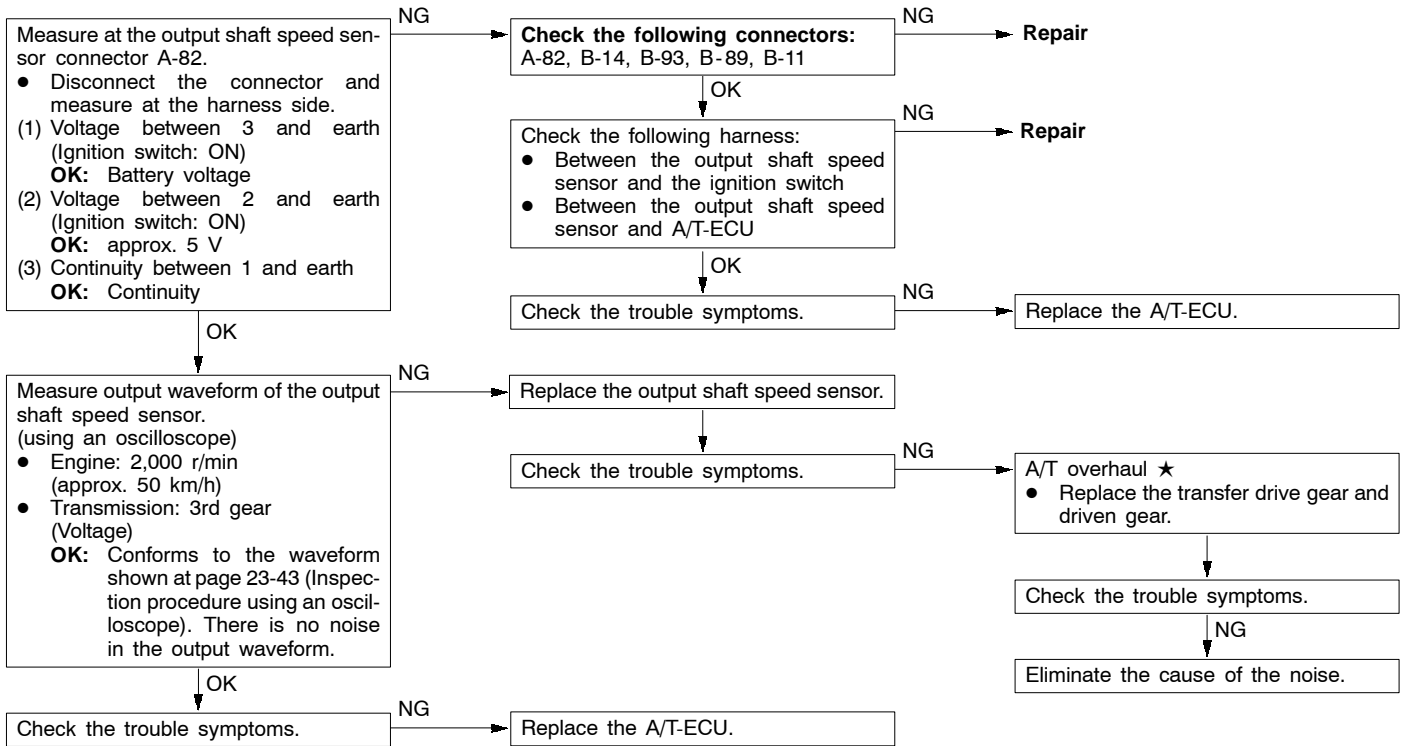 Measure at the output shaft speed sen-
sor connector A-82.
● Disconnect the connector and
measure at the harness side.
(1) Voltage between 3 and earth
(Ignition switch: ON)
OK: Battery voltage
(2) Voltage between 2 and earth
(Ignition switch: ON)
OK: approx. 5 V
(3) Continuity between 1 and earth
OK: Continuity
NG
Check the following connectors:
A-82, B-14, B-93, B-89, B-11
NG
Repair
OK
Check the following harness:
● Between the output shaft speed
sensor and the ignition switch
● Between the output shaft speed
sensor and A/T-ECU
NG
Repair
OK
Check the trouble symptoms.
NG
Replace the A/T-ECU.
OK
Measure output waveform of the output
shaft speed sensor.
(using an oscilloscope)
● Engine: 2,000 r/min
(approx. 50 km/h)
● Transmission: 3rd gear
(Voltage)
OK: Conforms to the waveform
shown at page 23-43 (Inspec-
tion procedure using an oscil-
loscope). There is no noise
in the output waveform.
NG
Replace the output shaft speed sensor.
Check the trouble symptoms.
NG
A/T overhaul ★
● Replace the transfer drive gear and
driven gear.
Check the trouble symptoms.
NG
Eliminate the cause of the noise.
OK
Check the trouble symptoms.
NG
Replace the A/T-ECU.